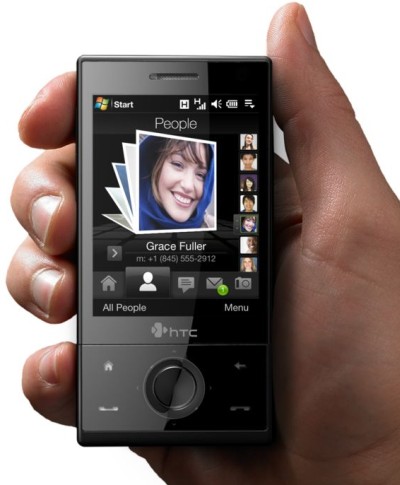 Start
H
H
People
Grace Fuller
m: +1 (845) 555-2912
All People
Menu
hTC